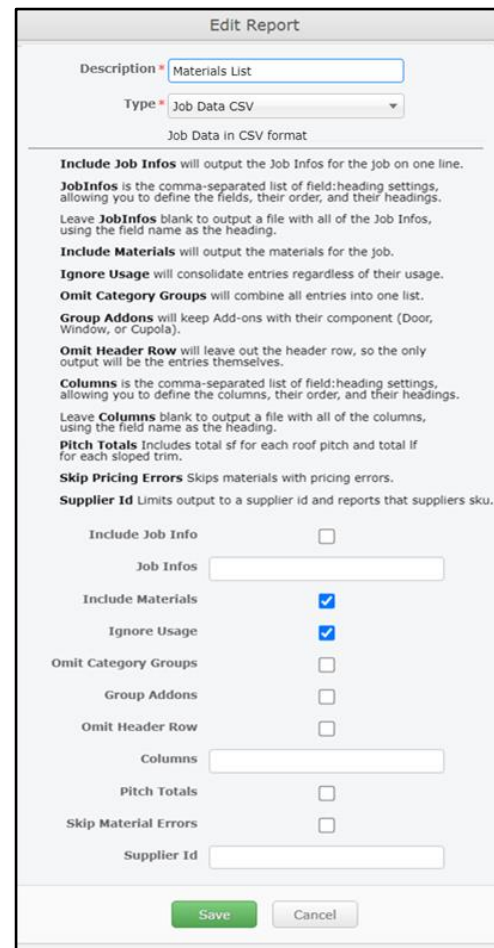 Edit Report
Description * Materials List
Type * Job Data CSV
Job Data in CSV format
Include Job Infos will output the Job Infos for the job on one line.
JobInfos is the comma-separated list of field:heading settings,
allowing you to define the fields, their order, and their headings.
Leave JobInfos blank to output a file with all of the Job Infos,
using the field name as the heading.
Include Materials will output the materials for the job.
Ignore Usage will consolidate entries regardless of their usage.
Omit Category Groups will combine all entries into one list.
Group Addons will keep Add-ons with their component (Door,
Window, or Cupola).
Omit Header Row will leave out the header row, so the only
output will be the entries themselves.
Columns is the comma-separated list of field:heading settings,
allowing you to define the columns, their order, and their headings.
Leave Columns blank to output a file with all of the columns,
using the field name as the heading.
Pitch Totals Includes total sf for each roof pitch and total lf
for each sloped trim.
Skip Pricing Errors Skips materials with pricing errors.
Supplier Id Limits output to a supplier id and reports that suppliers sku.
Include Job Info
Job Infos
Include Materials
Ignore Usage
Omit Category Groups
Group Addons
Omit Header Row
Columns
Pitch Totals
Skip Material Errors
Supplier Id
Save Cancel